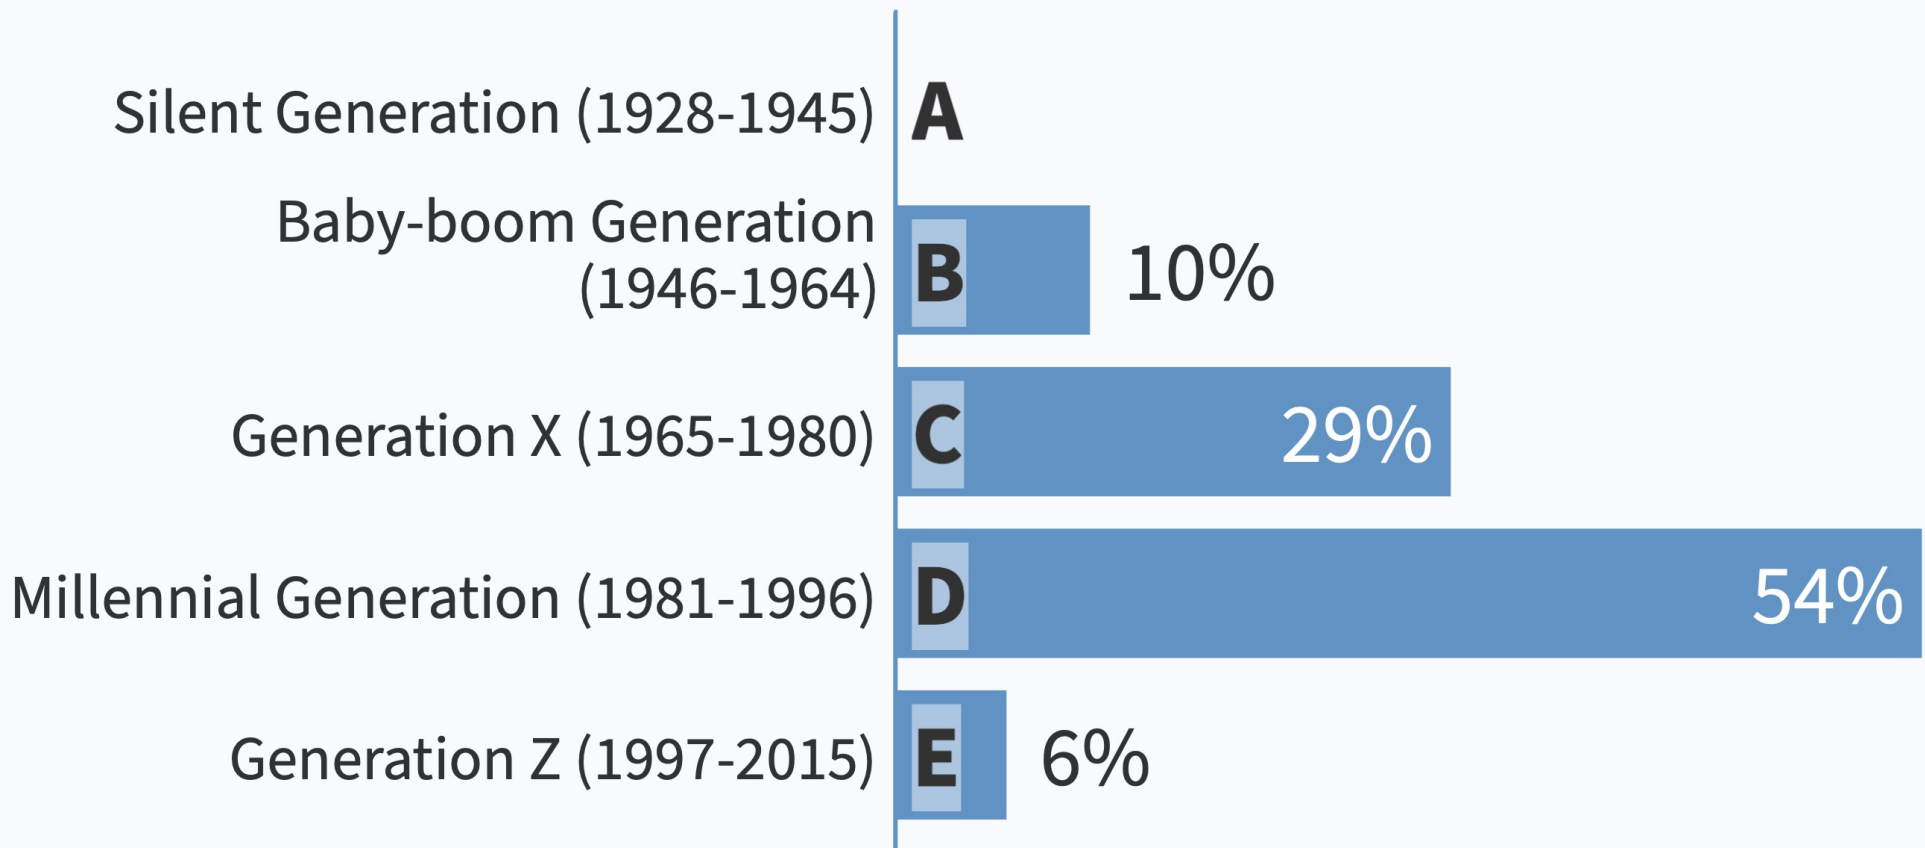 Silent Generation (1928-1945) A
Baby-boom Generation
(1946-1964) B 10%
Generation X (1965-1980) C 29%
Millennial Generation (1981-1996) D 54%
Generation Z (1997-2015) E 6%